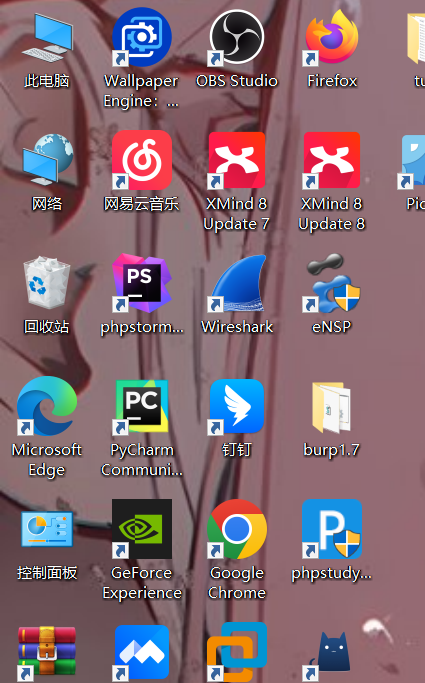 此电脑
Wallpaper
Engine：...
OBS Studio
Firefox
tu
网络
网易云音乐
XMind 8
Update 7
XMind 8
Update 8
Pic
回收站
PS
phpstorm...
Wireshark
eNSP
Microsoft
Edge
PC
PyCharm
Communi...
钉钉
burp1.7
控制面板
GeForce
Experience
Google
Chrome
P
phpstudy...